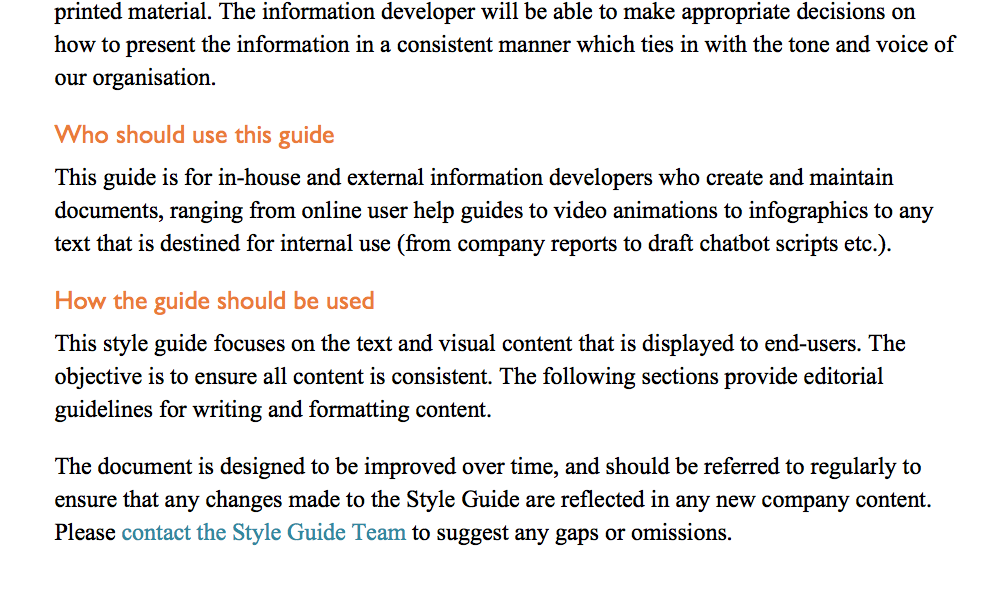 printed material. The information developer will be able to make appropriate decisions on
how to present the information in a consistent manner which ties in with the tone and voice of
our organisation.
Who should use this guide
This guide is for in-house and external information developers who create and maintain
documents, ranging from online user help guides to video animations to infographics to any
text that is destined for internal use (from company reports to draft chatbot scripts etc.).
How the guide should be used
This style guide focuses on the text and visual content that is displayed to end-users. The
objective is to ensure all content is consistent. The following sections provide editorial
guidelines for writing and formatting content.
The document is designed to be improved over time, and should be referred to regularly to
ensure that any changes made to the Style Guide are reflected in any new company content.
Please contact the Style Guide Team to suggest any gaps or omissions.